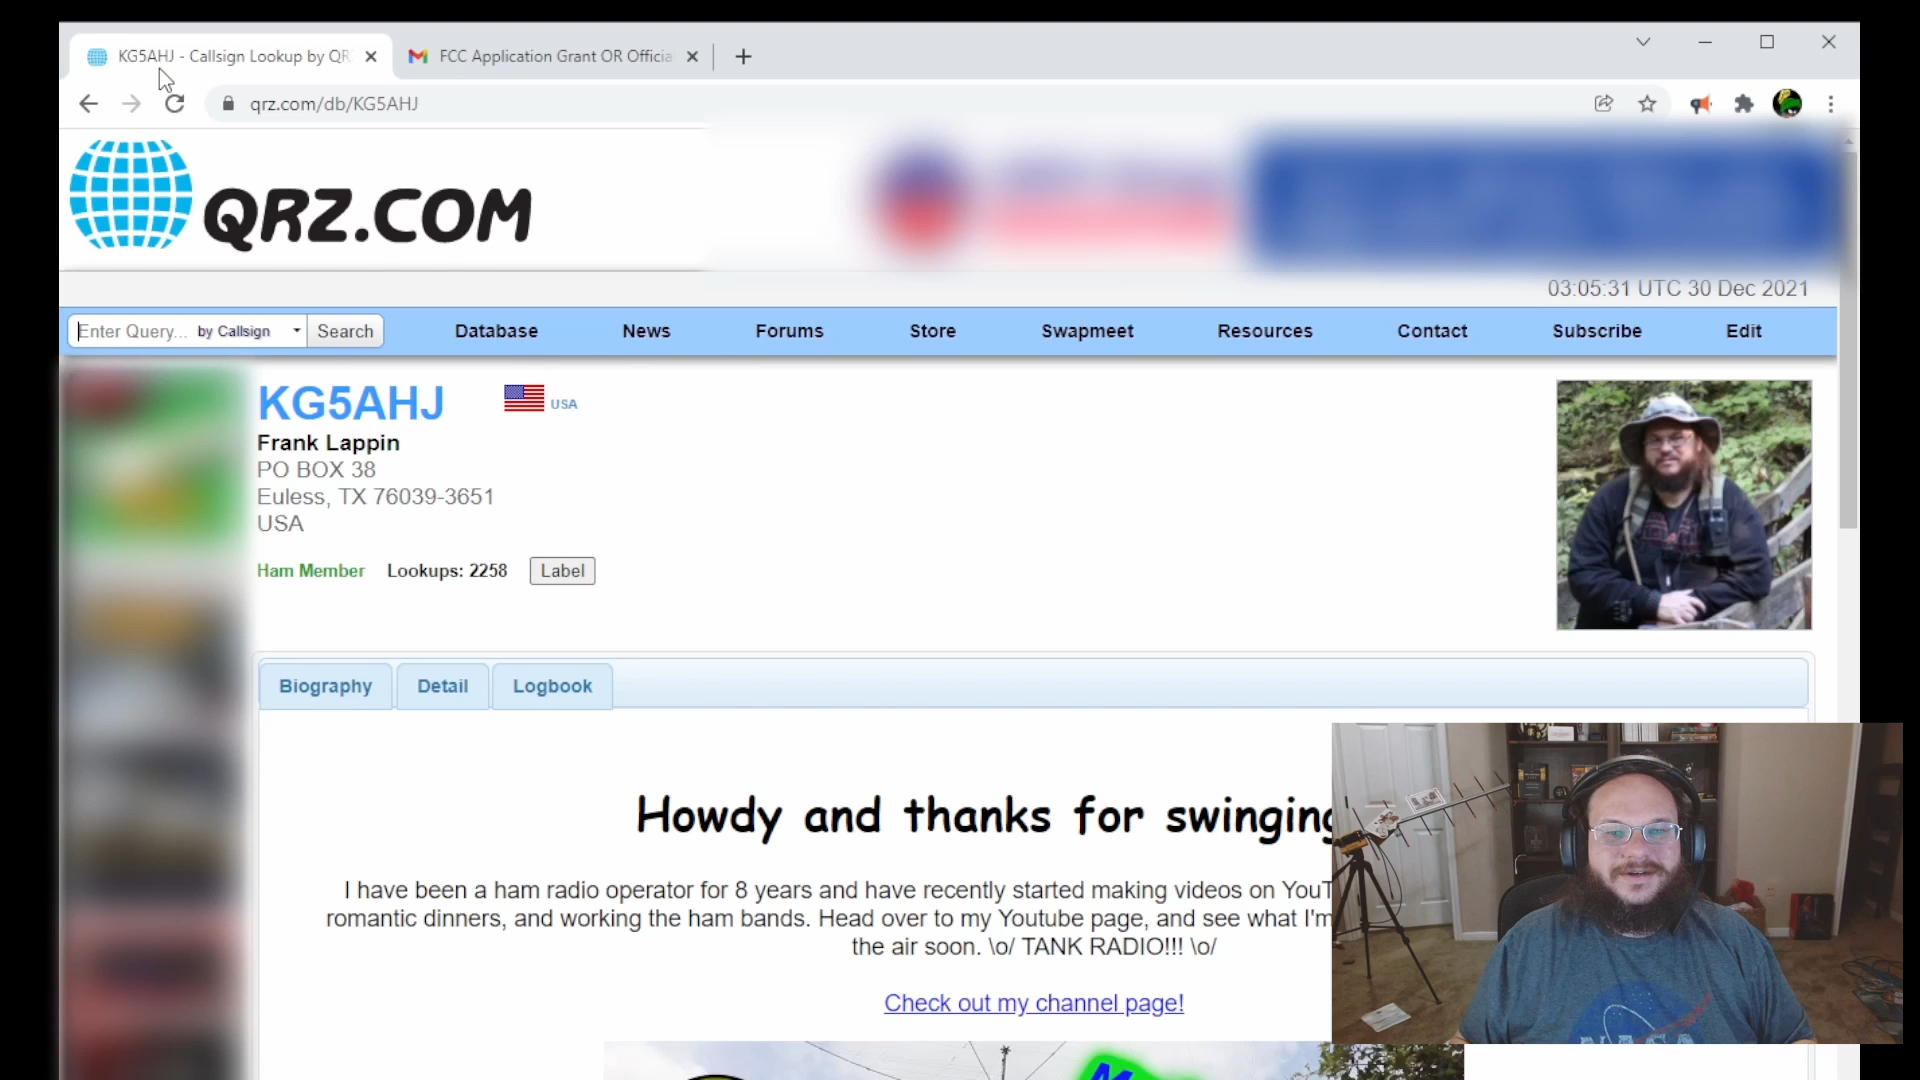 KG5AHJ - Callsign Lookup by QR
FCC Application Grant OR Officia
qrz.com/db/KG5AHJ
QRZ.COM
03:05:31 UTC 30 Dec 2021
Enter Query... by Callsign Search Database News Forums Store Swapmeet Resources Contact Subscribe Edit
KG5AHJ USA
Frank Lappin
PO BOX 38
Euless, TX 76039-3651
USA
Ham Member Lookups: 2258 Label
Biography Detail Logbook
Howdy and thanks for swinging
I have been a ham radio operator for 8 years and have recently started making videos on YouT
romantic dinners, and working the ham bands. Head over to my Youtube page, and see what I'm
the air soon. \o/ TANK RADIO!!! \o/
Check out my channel page!
NASA